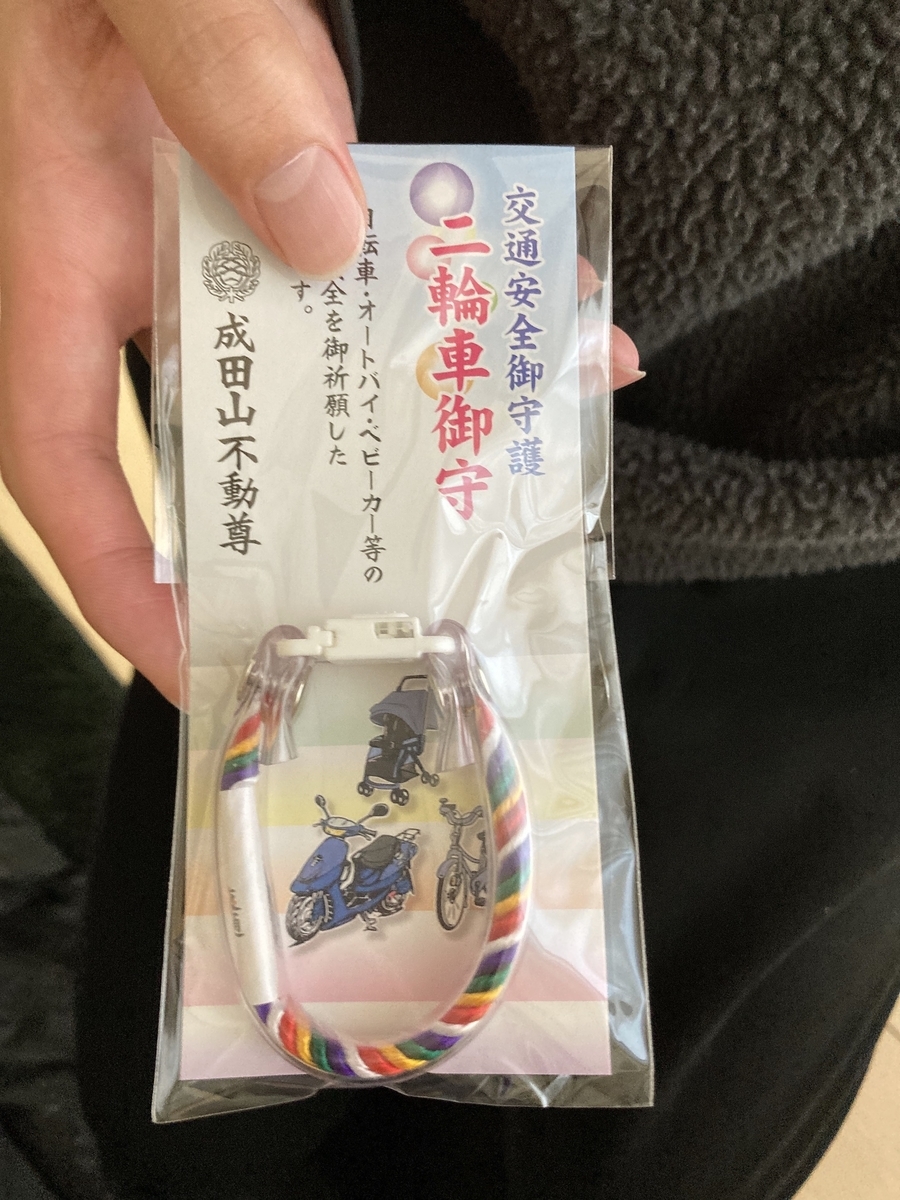 交通安全御守護
二輪車御守
自転車・オートバイ・ベビーカー等の
全を御祈願した
す。
成田山不動尊